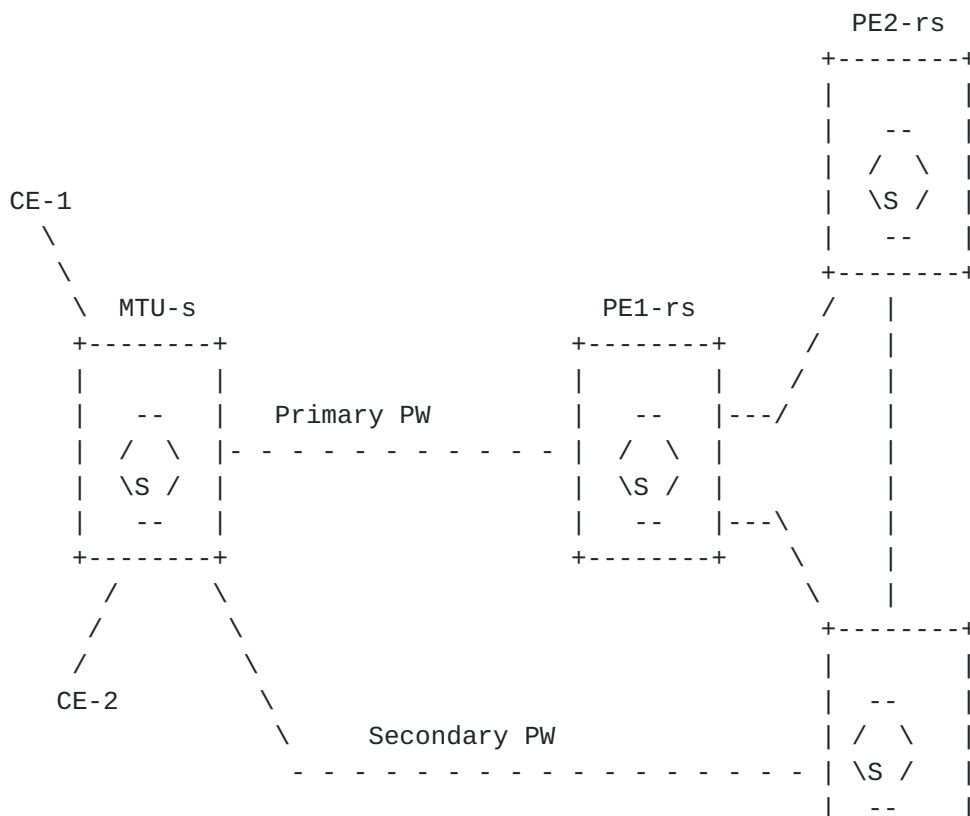 PE2-rs
CE-1
\S /
MTU-s
PE1-rs
Primary PW
\S /
\S /
CE-2
Secondary PW
\S /